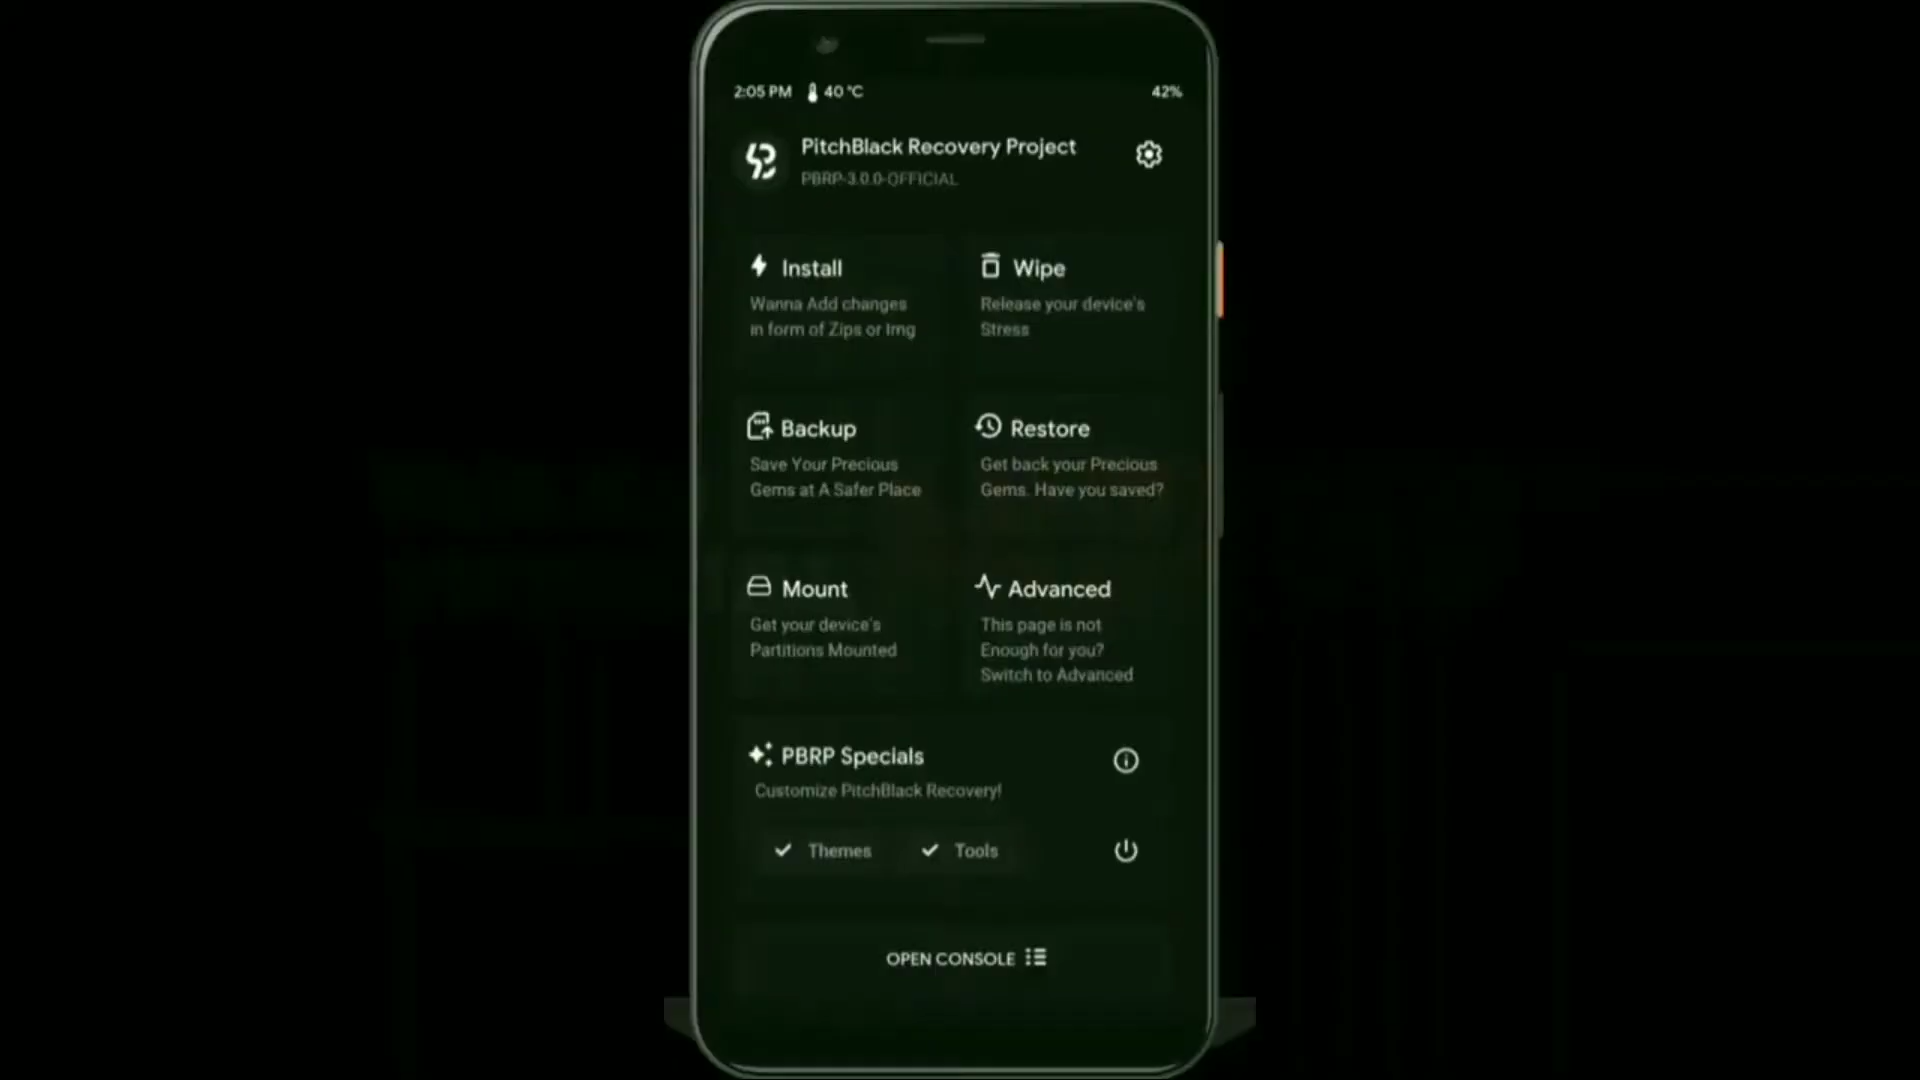 2:05 PM 40 °C 42%
PitchBlack Recovery Project
PBRP-3.0.0-OFFICIAL
Install
Wanna Add changes
in form of Zips or Img
Wipe
Release your device's
Stress
Backup
Save Your Precious
Gems at A Safer Place
Restore
Get back your Precious
Gems. Have you saved?
Mount
Get your device's
Partitions Mounted
Advanced
This page is not
Enough for you?
Switch to Advanced
PBRP Specials
Customize PitchBlack Recovery!
Themes Tools
OPEN CONSOLE